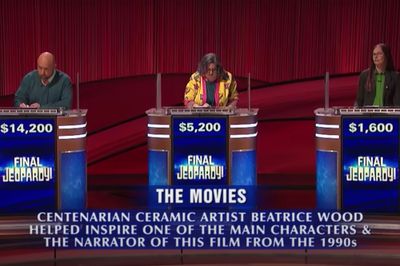 $14,200
$5,200
$1,600
FINAL
JEOPARDY!
FINAL
JEOPARDY!
FINAL
JEOPARDY!
THE MOVIES
CENTENARIAN CERAMIC ARTIST BEATRICE WOOD
HELPED INSPIRE ONE OF THE MAIN CHARACTERS &
THE NARRATOR OF THIS FILM FROM THE 1990s